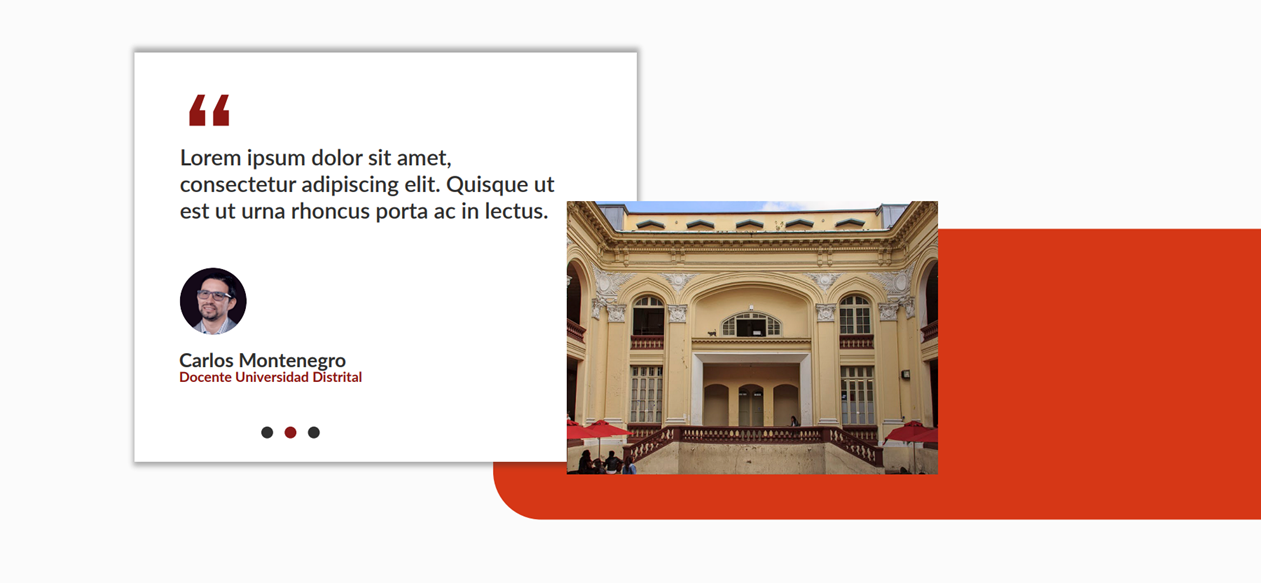 “
Lorem ipsum dolor sit amet,
consectetur adipiscing elit. Quisque ut
est ut urna rhoncus porta ac in lectus.
Carlos Montenegro
Docente Universidad Distrital